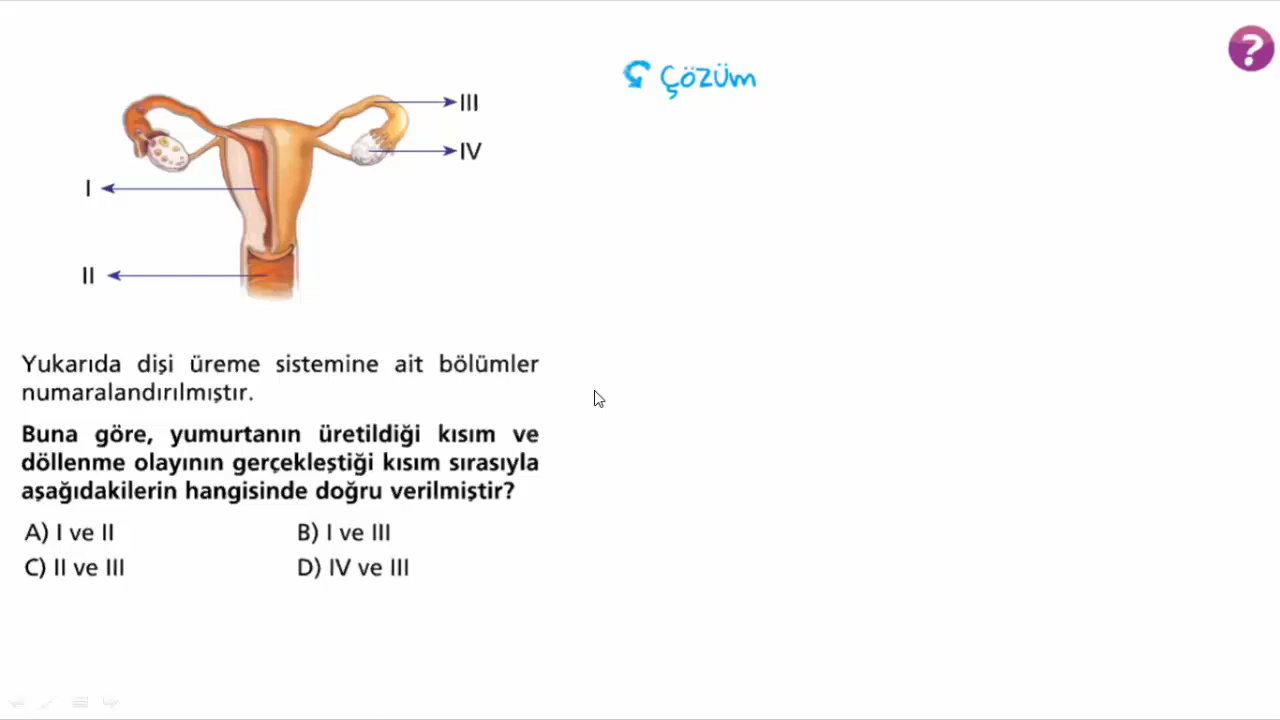 ?
Çözüm
III
IV
I
II
Yukarıda dişi üreme sistemine ait bölümler
numaralandırılmıştır.
Buna göre, yumurtanın üretildiği kısım ve
döllenme olayının gerçekleştiği kısım sırasıyla
aşağıdakilerin hangisinde doğru verilmiştir?
A) I ve II B) I ve III
C) II ve III D) IV ve III